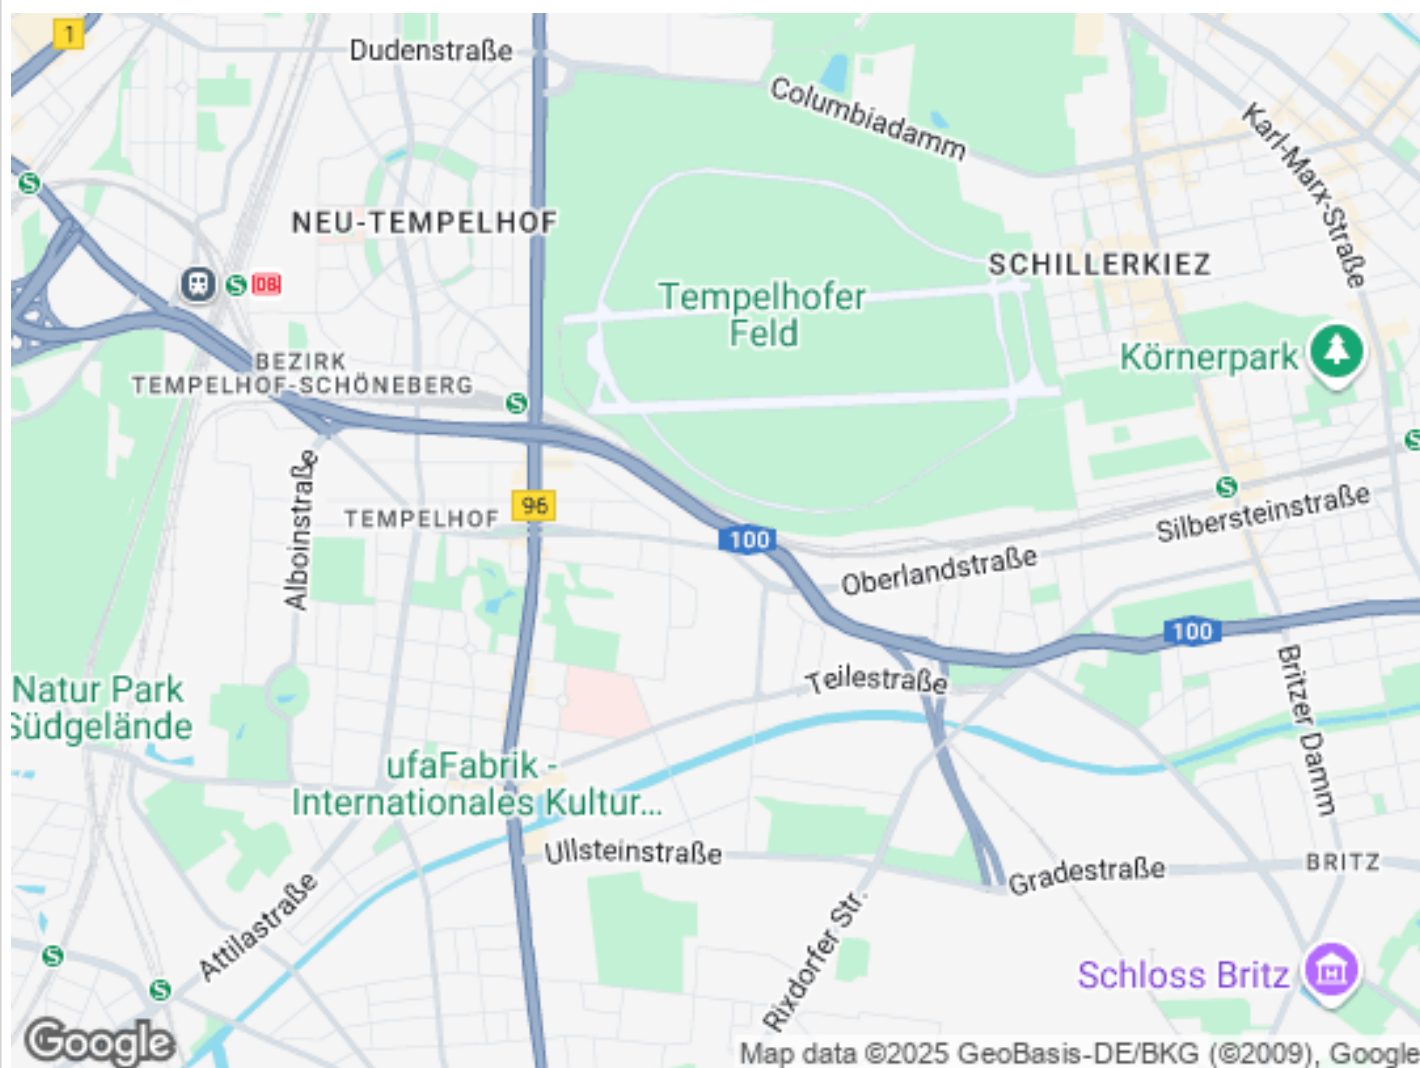 1
Dudenstraße
Columbiadamm
Karl-Marx-Straße
S
NEU-TEMPELHOF
SCHILLERKIEZ
S
DB
Tempelhofer
Feld
Körnerpark
BEZIRK
TEMPELHOF-SCHÖNEBERG
S
S
Alboinstraße
TEMPELHOF
96
S
Silbersteinstraße
100
Oberlandstraße
100
Natur Park
Südgelände
Teilestraße
Britzer Damm
ufaFabrik -
Internationales Kultur...
Ullsteinstraße
Gradestraße
BRITZ
Attilastraße
Rixdorfer Str.
S
S
Schloss Britz
Google
Map data ©2025 GeoBasis-DE/BKG (©2009), Google